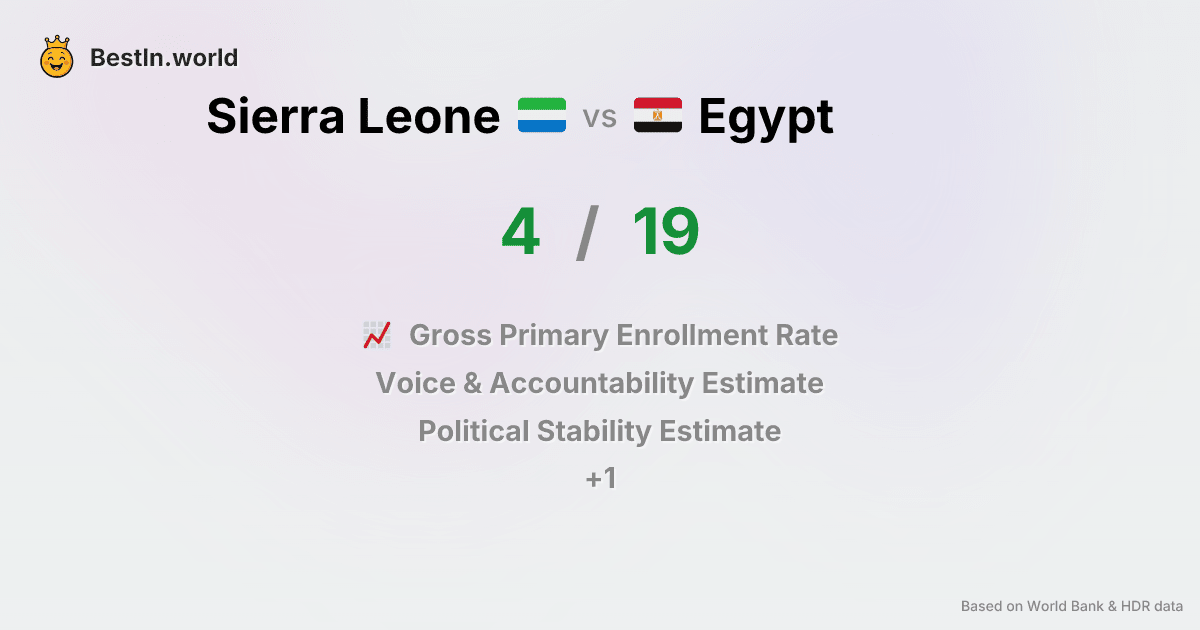 BestIn.world
Sierra Leone vs Egypt
4 / 19
Gross Primary Enrollment Rate
Voice & Accountability Estimate
Political Stability Estimate
+1
Based on World Bank & HDR data